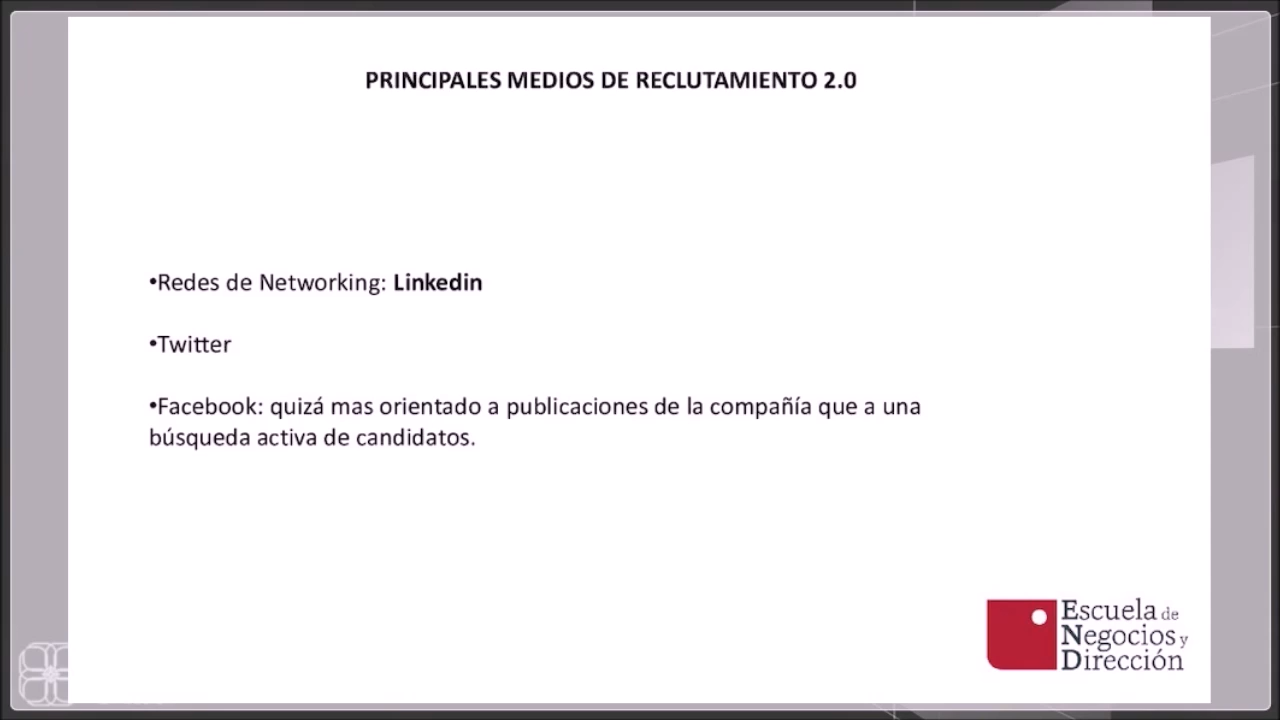 PRINCIPALES MEDIOS DE RECLUTAMIENTO 2.0
•Redes de Networking: Linkedin
•Twitter
•Facebook: quizá mas orientado a publicaciones de la compañía que a una
búsqueda activa de candidatos.
Escuela de
Negocios y
Dirección